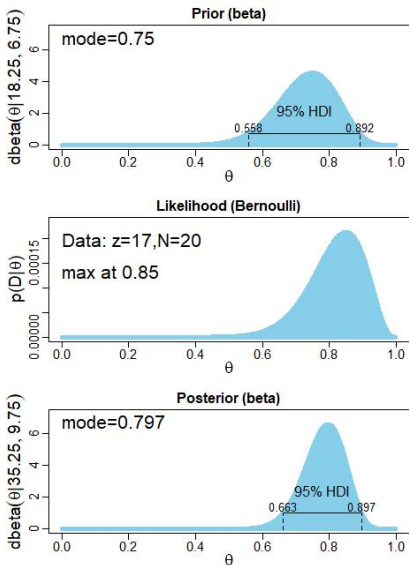 Prior (beta)
dbeta(θ|18.25, 6.75)
mode=0.75
6
4
2
0
95% HDI
0.558
0.892
0.0 0.2 0.4 0.6 0.8 1.0
θ
Likelihood (Bernoulli)
p(D|θ)
Data: z=17,N=20
max at 0.85
0.00015
0.00000
0.0 0.2 0.4 0.6 0.8 1.0
θ
Posterior (beta)
dbeta(θ|35.25, 9.75)
mode=0.797
6
4
2
0
95% HDI
0.663
0.897
0.0 0.2 0.4 0.6 0.8 1.0
θ